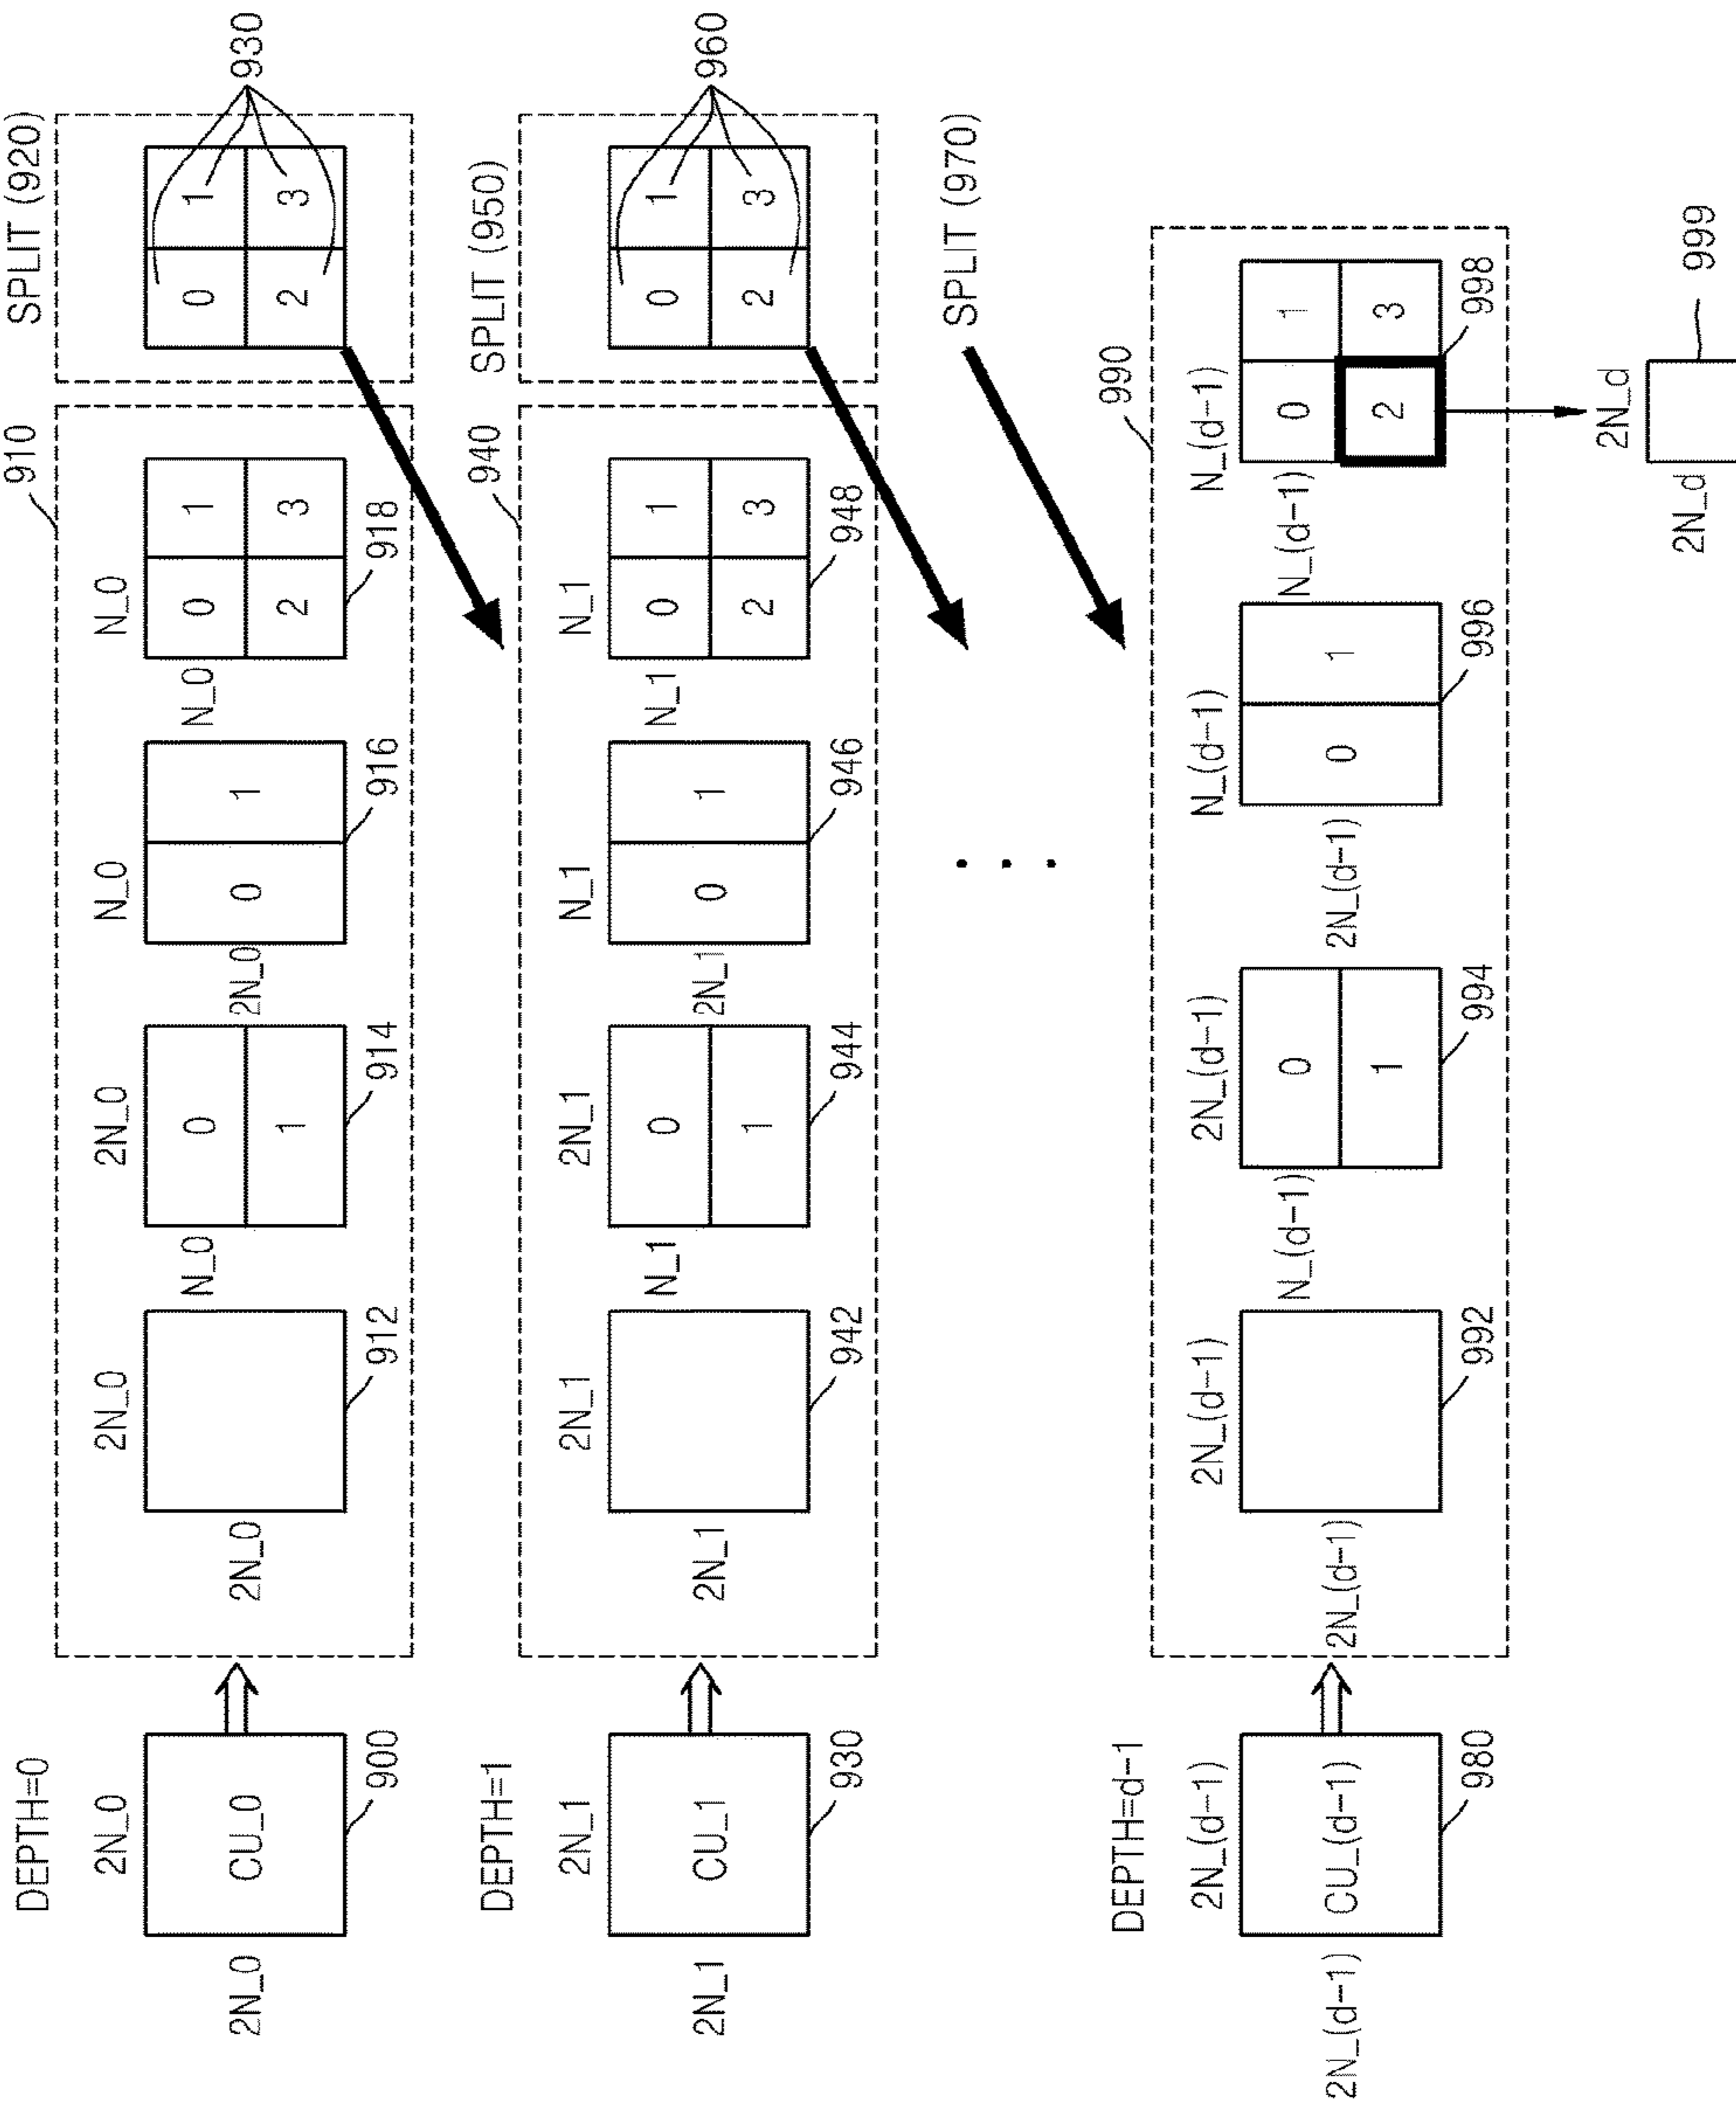 DEPTH=0
2N_0
2N_0
CU_0
900
910
2N_0
2N_0
912
2N_0
N_0
0
1
914
N_0
2N_0
0
1
916
N_0
N_0
0
1
2
3
918
SPLIT (920)
0
1
2
3
930
DEPTH=1
2N_1
2N_1
CU_1
930
940
2N_1
2N_1
942
2N_1
N_1
0
1
944
N_1
2N_1
0
1
946
N_1
N_1
0
1
2
3
948
SPLIT (950)
0
1
2
3
960
SPLIT (970)
. . .
DEPTH=d-1
2N_(d-1)
2N_(d-1)
CU_(d-1)
980
990
2N_(d-1)
2N_(d-1)
992
2N_(d-1)
N_(d-1)
0
1
994
N_(d-1)
2N_(d-1)
0
1
996
N_(d-1)
N_(d-1)
0
1
2
3
998
2N_d
2N_d
999